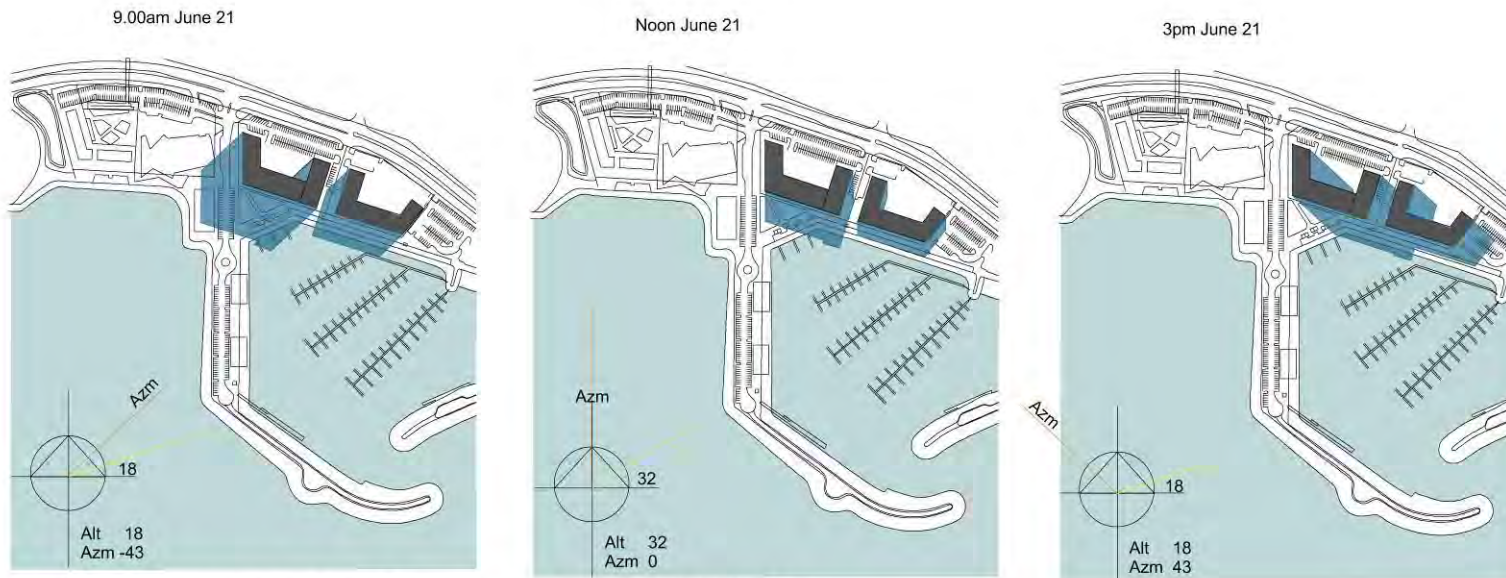 9.00am June 21
Azm
18
Alt 18
Azm -43
Noon June 21
Azm
32
Alt 32
Azm 0
3pm June 21
Azm
18
Alt 18
Azm 43